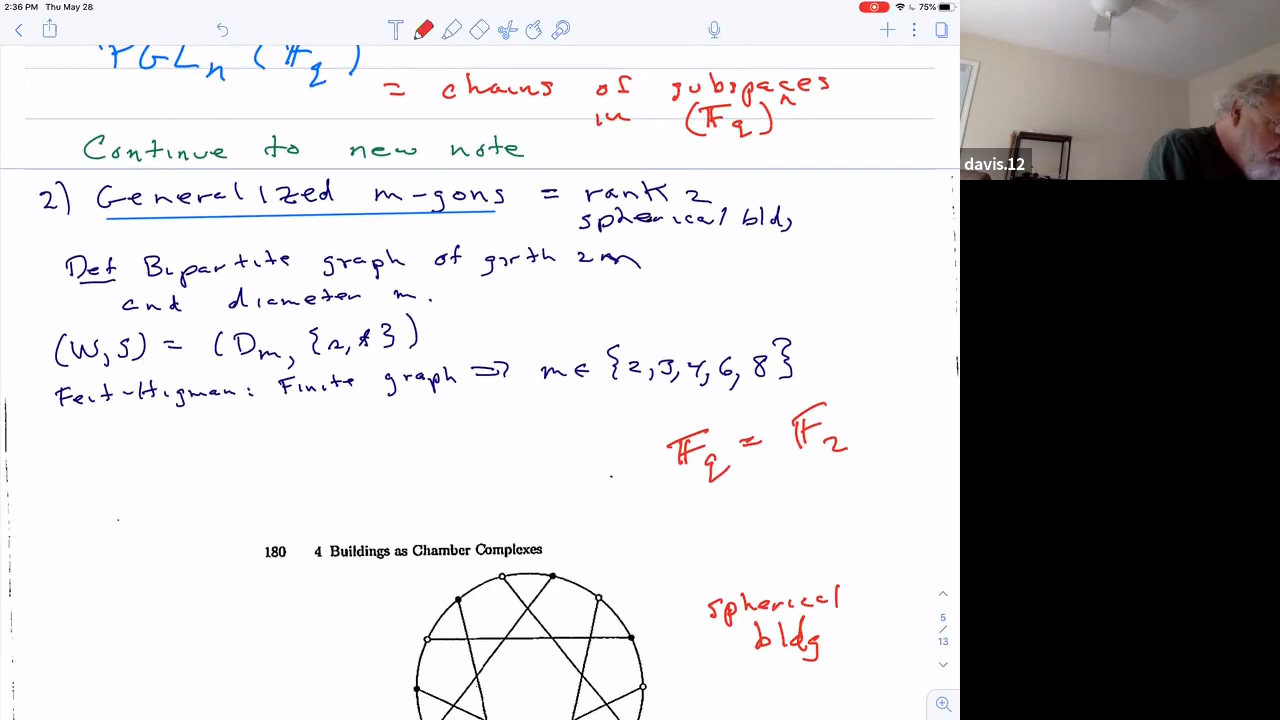 2:36 PM Thu May 28
75%
PGLn (𝔽q)
= chains of subspaces
in (𝔽q)^n
Continue to new note
2) Generalized m-gons = rank 2
spherical bldg
Def Bipartite graph of girth 2m
and diameter m.
(W,S) = (Dm, {s, t})
Feit-Higman: Finite graph ⇒ m ∈ {2,3,4,6,8}
𝔽q = 𝔽2
180 4 Buildings as Chamber Complexes
spherical
bldg
5
/
13
davis.12